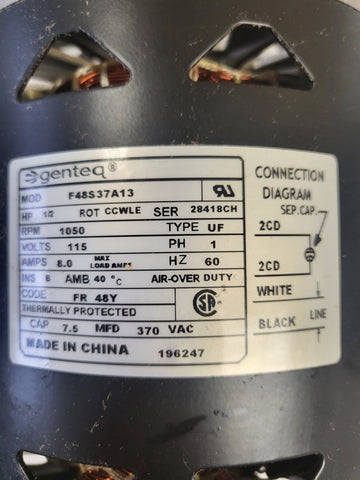 genteq®
MOD F48S37A13
HP 1/2 ROT CCWLE SER 28418CH
RPM 1050 TYPE UF
VOLTS 115 PH 1
AMPS 8.0 MAX LOAD AMPS HZ 60
INS B AMB 40 °C AIR-OVER DUTY
CODE FR 48Y
THERMALLY PROTECTED
CAP 7.5 MFD 370 VAC
MADE IN CHINA 196247
CONNECTION
DIAGRAM
SEP. CAP.
2CD
2CD
WHITE
LINE
BLACK